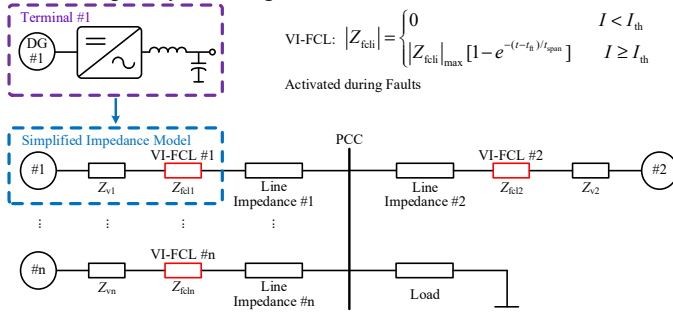 Terminal #1
DG
#1
VI-FCL: |Z_fcli| = { 0 I < I_th
|Z_fcli|_max [1−e^{−(t−t_ft)/t_span}] I ≥ I_th
Activated during Faults
Simplified Impedance Model
PCC
#1
VI-FCL #1
Z_v1
Z_fcl1
Line
Impedance #1
Line
Impedance #2
VI-FCL #2
Z_fcl2
Z_v2
#2
⋮ ⋮ ⋮ ⋮
#n
VI-FCL #n
Z_vn
Z_fcln
Line
Impedance #n
Load